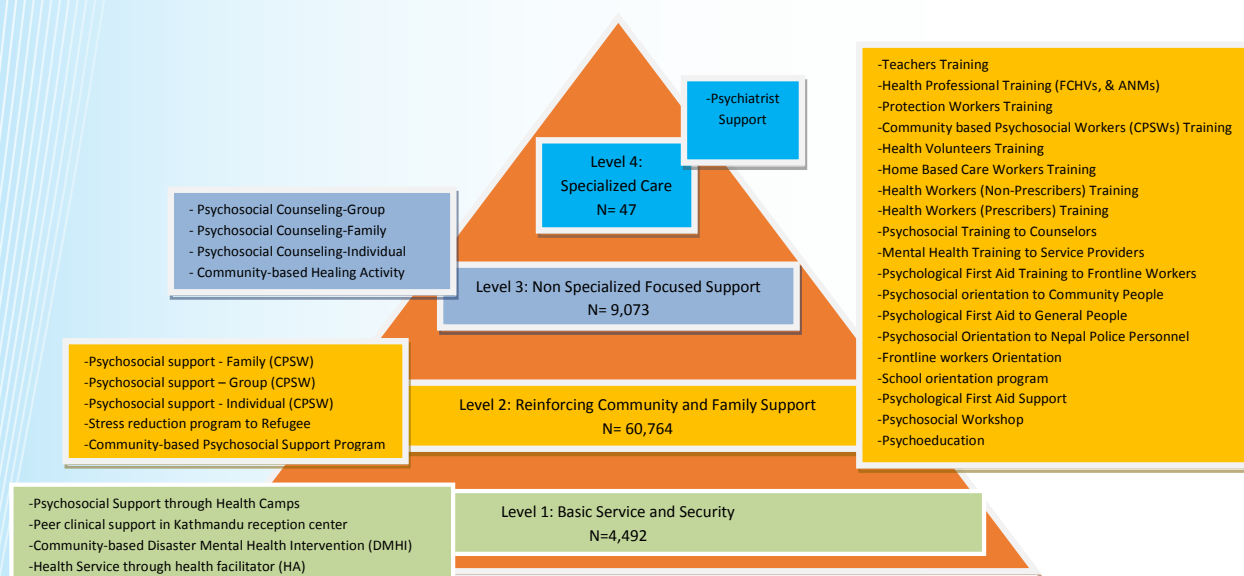 -Psychiatrist
Support
Level 4:
Specialized Care
N= 47
- Psychosocial Counseling-Group
- Psychosocial Counseling-Family
- Psychosocial Counseling-Individual
- Community-based Healing Activity
Level 3: Non Specialized Focused Support
N= 9,073
-Psychosocial support - Family (CPSW)
-Psychosocial support – Group (CPSW)
-Psychosocial support - Individual (CPSW)
-Stress reduction program to Refugee
-Community-based Psychosocial Support Program
Level 2: Reinforcing Community and Family Support
N= 60,764
-Teachers Training
-Health Professional Training (FCHVs, & ANMs)
-Protection Workers Training
-Community based Psychosocial Workers (CPSWs) Training
-Health Volunteers Training
-Home Based Care Workers Training
-Health Workers (Non-Prescribers) Training
-Health Workers (Prescribers) Training
-Psychosocial Training to Counselors
-Mental Health Training to Service Providers
-Psychological First Aid Training to Frontline Workers
-Psychosocial orientation to Community People
-Psychological First Aid to General People
-Psychosocial Orientation to Nepal Police Personnel
-Frontline workers Orientation
-School orientation program
-Psychological First Aid Support
-Psychosocial Workshop
-Psychoeducation
-Psychosocial Support through Health Camps
-Peer clinical support in Kathmandu reception center
-Community-based Disaster Mental Health Intervention (DMHI)
-Health Service through health facilitator (HA)
Level 1: Basic Service and Security
N=4,492